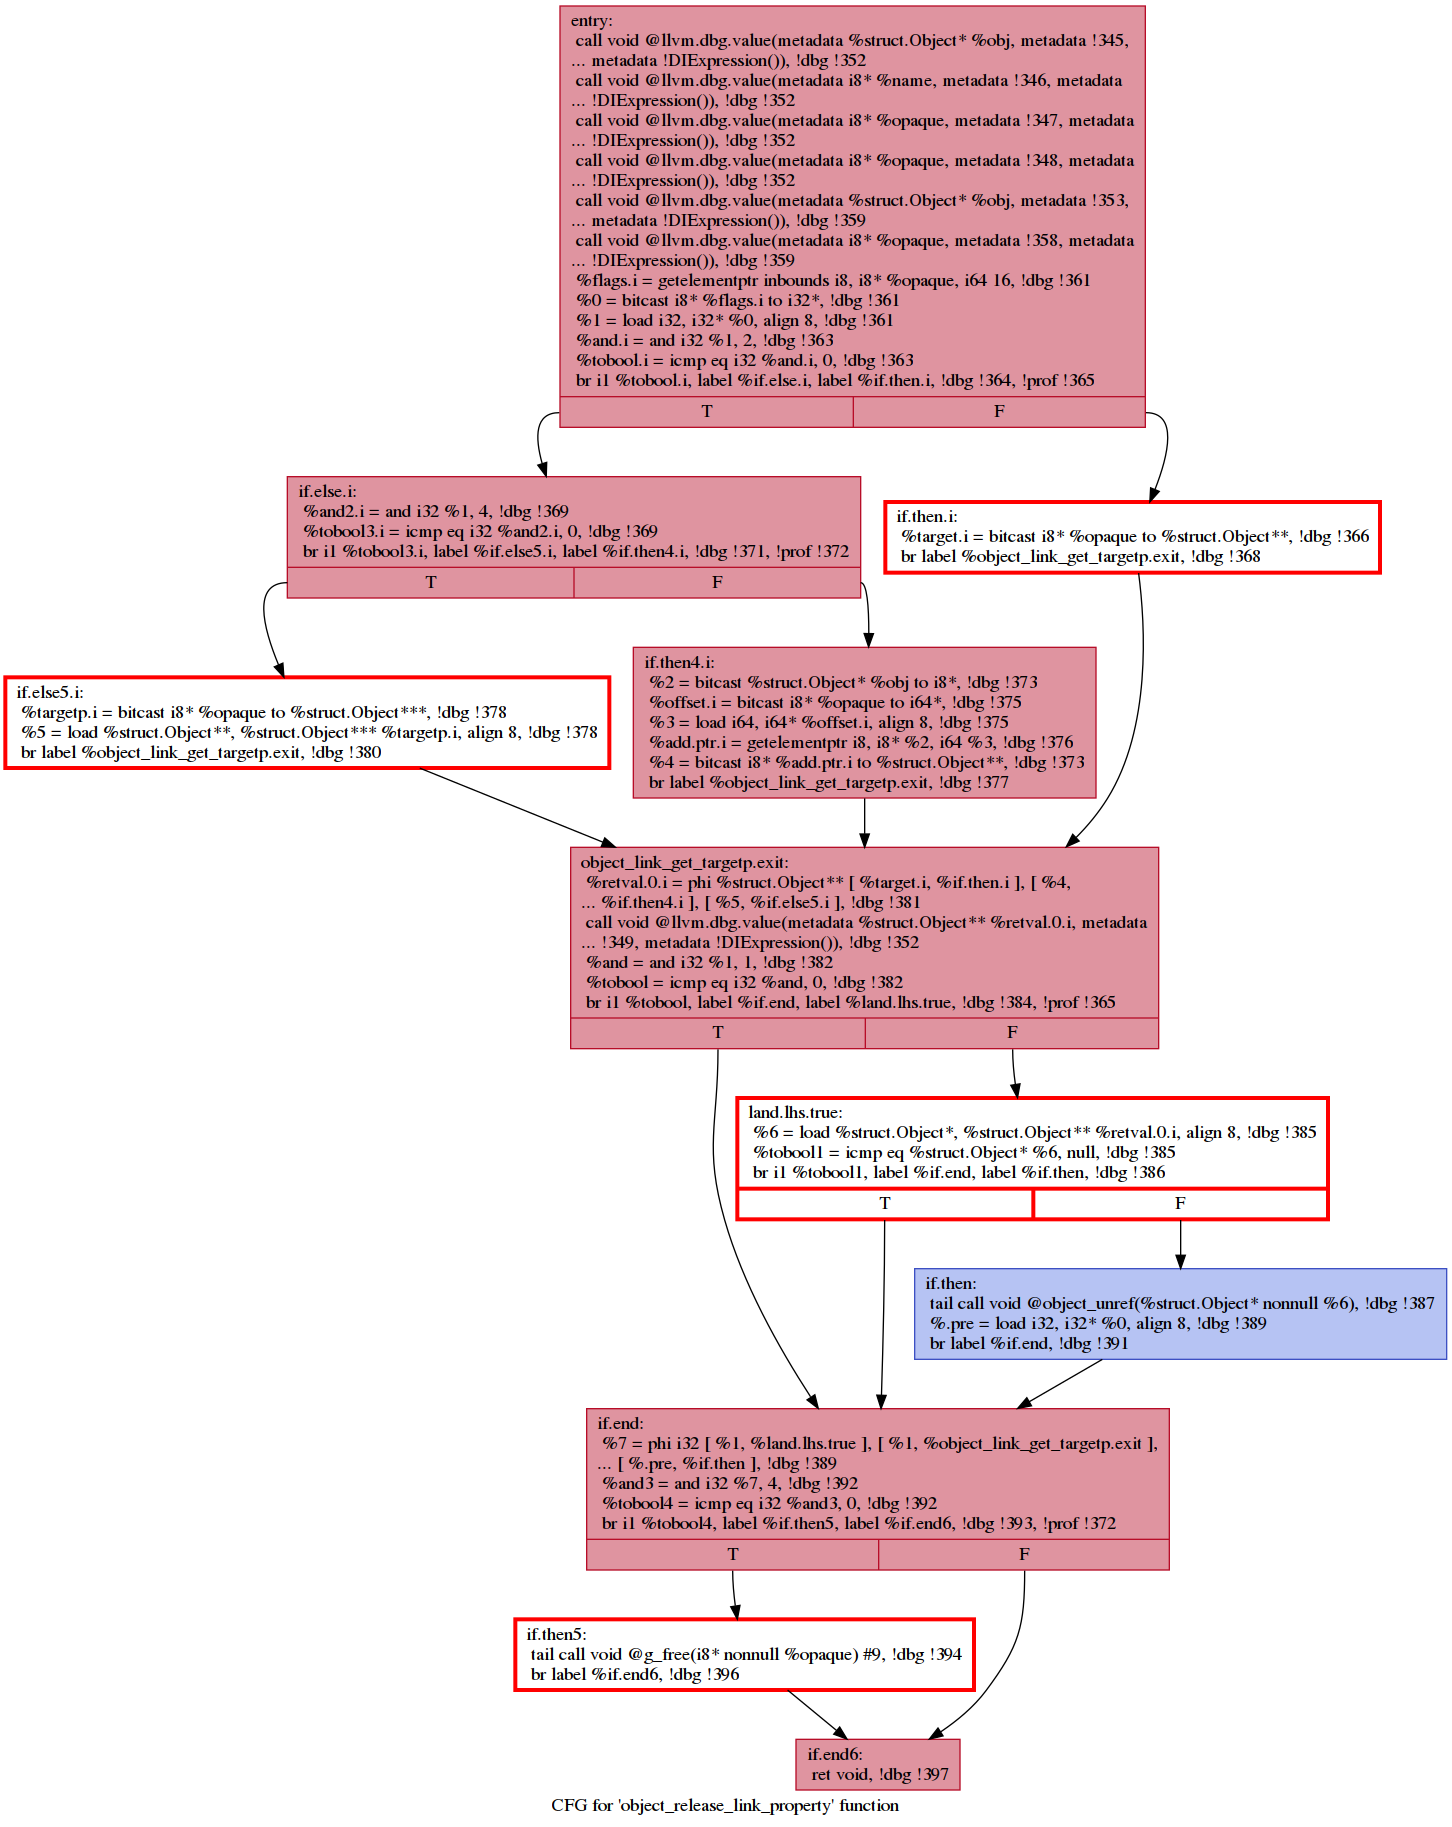 entry:
call void @llvm.dbg.value(metadata %struct.Object* %obj, metadata !345,
... metadata !DIExpression()), !dbg !352
call void @llvm.dbg.value(metadata i8* %name, metadata !346, metadata
... !DIExpression()), !dbg !352
call void @llvm.dbg.value(metadata i8* %opaque, metadata !347, metadata
... !DIExpression()), !dbg !352
call void @llvm.dbg.value(metadata i8* %opaque, metadata !348, metadata
... !DIExpression()), !dbg !352
call void @llvm.dbg.value(metadata %struct.Object* %obj, metadata !353,
... metadata !DIExpression()), !dbg !359
call void @llvm.dbg.value(metadata i8* %opaque, metadata !358, metadata
... !DIExpression()), !dbg !359
%flags.i = getelementptr inbounds i8, i8* %opaque, i64 16, !dbg !361
%0 = bitcast i8* %flags.i to i32*, !dbg !361
%1 = load i32, i32* %0, align 8, !dbg !361
%and.i = and i32 %1, 2, !dbg !363
%tobool.i = icmp eq i32 %and.i, 0, !dbg !363
br i1 %tobool.i, label %if.else.i, label %if.then.i, !dbg !364, !prof !365
T F
if.else.i:
%and2.i = and i32 %1, 4, !dbg !369
%tobool3.i = icmp eq i32 %and2.i, 0, !dbg !369
br i1 %tobool3.i, label %if.else5.i, label %if.then4.i, !dbg !371, !prof !372
T F
if.then.i:
%target.i = bitcast i8* %opaque to %struct.Object**, !dbg !366
br label %object_link_get_targetp.exit, !dbg !368
if.else5.i:
%targetp.i = bitcast i8* %opaque to %struct.Object***, !dbg !378
%5 = load %struct.Object**, %struct.Object*** %targetp.i, align 8, !dbg !378
br label %object_link_get_targetp.exit, !dbg !380
if.then4.i:
%2 = bitcast %struct.Object* %obj to i8*, !dbg !373
%offset.i = bitcast i8* %opaque to i64*, !dbg !375
%3 = load i64, i64* %offset.i, align 8, !dbg !375
%add.ptr.i = getelementptr i8, i8* %2, i64 %3, !dbg !376
%4 = bitcast i8* %add.ptr.i to %struct.Object**, !dbg !373
br label %object_link_get_targetp.exit, !dbg !377
object_link_get_targetp.exit:
%retval.0.i = phi %struct.Object** [ %target.i, %if.then.i ], [ %4,
... %if.then4.i ], [ %5, %if.else5.i ], !dbg !381
call void @llvm.dbg.value(metadata %struct.Object** %retval.0.i, metadata
... !349, metadata !DIExpression()), !dbg !352
%and = and i32 %1, 1, !dbg !382
%tobool = icmp eq i32 %and, 0, !dbg !382
br i1 %tobool, label %if.end, label %land.lhs.true, !dbg !384, !prof !365
T F
land.lhs.true:
%6 = load %struct.Object*, %struct.Object** %retval.0.i, align 8, !dbg !385
%tobool1 = icmp eq %struct.Object* %6, null, !dbg !385
br i1 %tobool1, label %if.end, label %if.then, !dbg !386
T F
if.then:
tail call void @object_unref(%struct.Object* nonnull %6), !dbg !387
%.pre = load i32, i32* %0, align 8, !dbg !389
br label %if.end, !dbg !391
if.end:
%7 = phi i32 [ %1, %land.lhs.true ], [ %1, %object_link_get_targetp.exit ],
... [ %.pre, %if.then ], !dbg !389
%and3 = and i32 %7, 4, !dbg !392
%tobool4 = icmp eq i32 %and3, 0, !dbg !392
br i1 %tobool4, label %if.then5, label %if.end6, !dbg !393, !prof !372
T F
if.then5:
tail call void @g_free(i8* nonnull %opaque) #9, !dbg !394
br label %if.end6, !dbg !396
if.end6:
ret void, !dbg !397
CFG for 'object_release_link_property' function